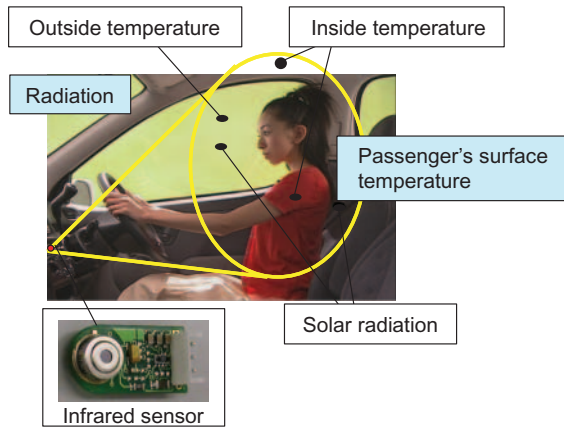 Outside temperature
Inside temperature
Radiation
Passenger's surface
temperature
Solar radiation
Infrared sensor